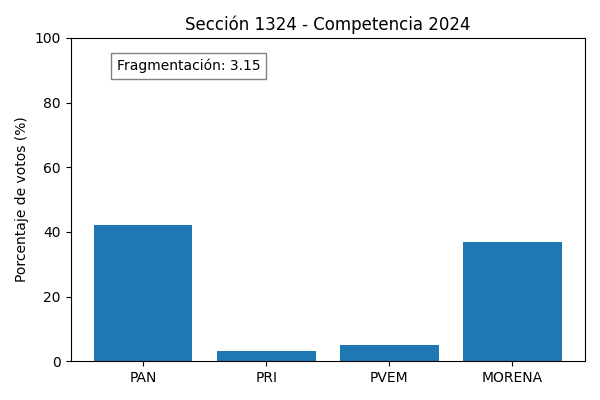 Sección 1324 - Competencia 2024
Fragmentación: 3.15
Porcentaje de votos (%)
100
80
60
40
20
0
PAN PRI PVEM MORENA